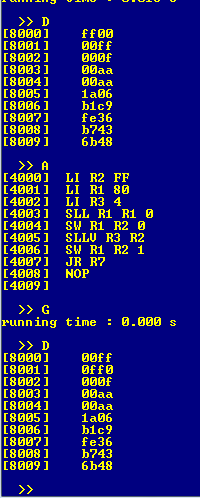 >> D
[8000] ff00
[8001] 00ff
[8002] 000f
[8003] 00aa
[8004] 00aa
[8005] 1a06
[8006] b1c9
[8007] fe36
[8008] b743
[8009] 6b48
>> A
[4000] LI R2 FF
[4001] LI R1 80
[4002] LI R3 4
[4003] SLL R1 R1 0
[4004] SW R1 R2 0
[4005] SLLV R3 R2
[4006] SW R1 R2 1
[4007] JR R7
[4008] NOP
[4009]
>> G
running time : 0.000 s
>> D
[8000] 00ff
[8001] 0ff0
[8002] 000f
[8003] 00aa
[8004] 00aa
[8005] 1a06
[8006] b1c9
[8007] fe36
[8008] b743
[8009] 6b48
>>